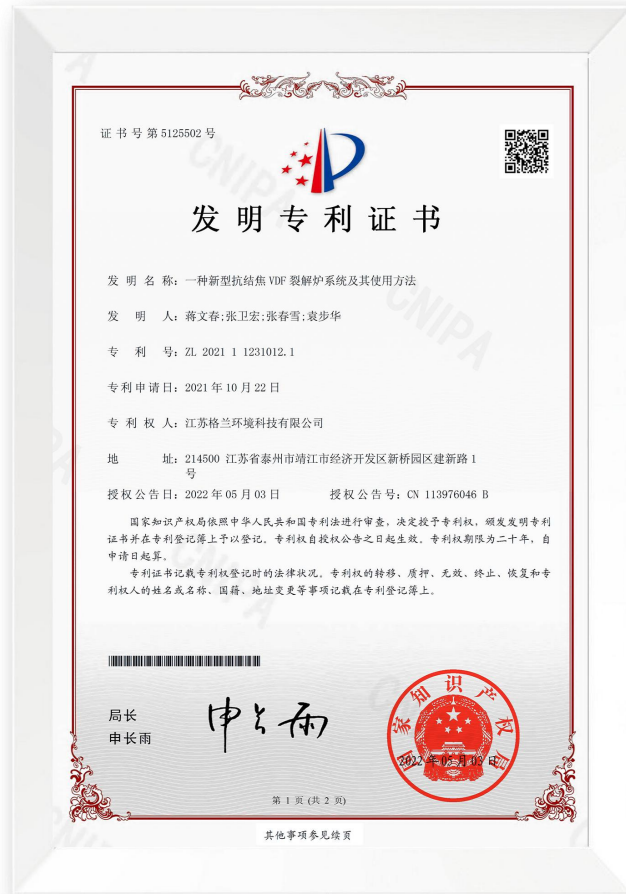 证书号第5125502号
发明专利证书
发明名称：一种新型抗结焦VDF裂解炉系统及其使用方法
发明人：蒋文春;张卫宏;张春雪;袁步华
专利号：ZL 2021 1 1231012.1
专利申请日：2021年10月22日
专利权人：江苏格兰环境科技有限公司
地址：214500 江苏省泰州市靖江市经济开发区新桥园区建新路1
号
授权公告日：2022年05月03日 授权公告号：CN 113976046 B
国家知识产权局依照中华人民共和国专利法进行审查，决定授予专利权，颁发发明专利
证书并在专利登记簿上予以登记。专利权自授权公告之日起生效。专利权期限为二十年，自
申请日起算。
专利证书记载专利权登记时的法律状况。专利权的转移、质押、无效、终止、恢复和专
利权人的姓名或名称、国籍、地址变更等事项记载在专利登记簿上。
局长
申长雨
申长雨
国家知识产权局
2022年05月03日
第 1 页 (共 2 页)
其他事项参见续页
CNIPA
CNIPA
CNIPA